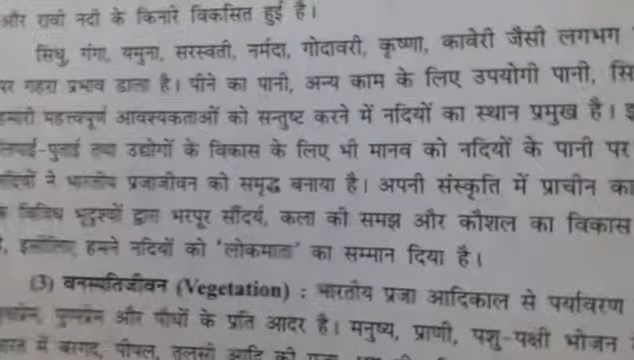 और रावी नदी के किनारे विकसित हुई है।
सिंधु, गंगा, यमुना, सरस्वती, नर्मदा, गोदावरी, कृष्णा, कावेरी जैसी लगभग
पर गहरा प्रभाव डाला है। पीने का पानी, अन्य काम के लिए उपयोगी पानी, सिं
हमारी महत्त्वपूर्ण आवश्यकताओं को सन्तुष्ट करने में नदियों का स्थान प्रमुख है।
तथा उद्योगों के विकास के लिए भी मानव को नदियों के पानी पर
नदियों ने भारतीय प्रजाजीवन को समृद्ध बनाया है। अपनी संस्कृति में प्राचीन का
विविध भूदृश्यों द्वारा भरपूर सौंदर्य, कला की समझ और कौशल का विकास
इसलिए हमने नदियों को 'लोकमाता' का सम्मान दिया है।
(3) वनस्पतिजीवन (Vegetation) : भारतीय प्रजा आदिकाल से पर्यावरण
और पौधों के प्रति आदर है। मनुष्य, प्राणी, पशु-पक्षी भोजन
में बरगद, पीपल, तुलसी आदि की